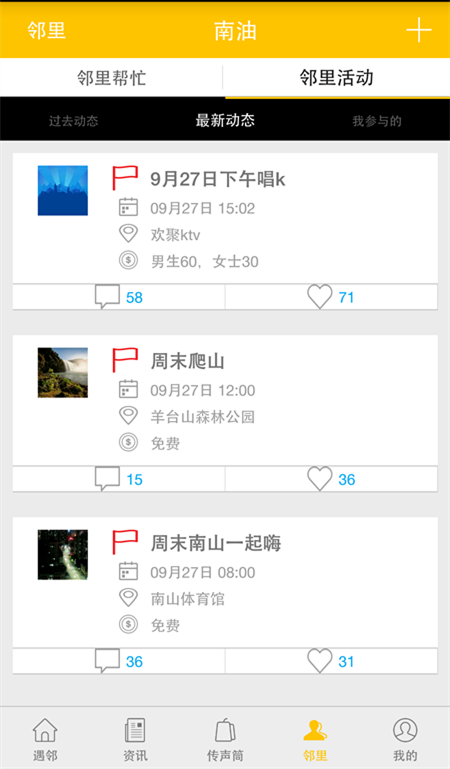 邻里 南油
邻里帮忙 邻里活动
过去动态 最新动态 我参与的
9月27日下午唱k
09月27日 15:02
欢聚ktv
男生60，女士30
58 71
周末爬山
09月27日 12:00
羊台山森林公园
免费
15 36
周末南山一起嗨
09月27日 08:00
南山体育馆
免费
36 31
遇邻 资讯 传声筒 邻里 我的